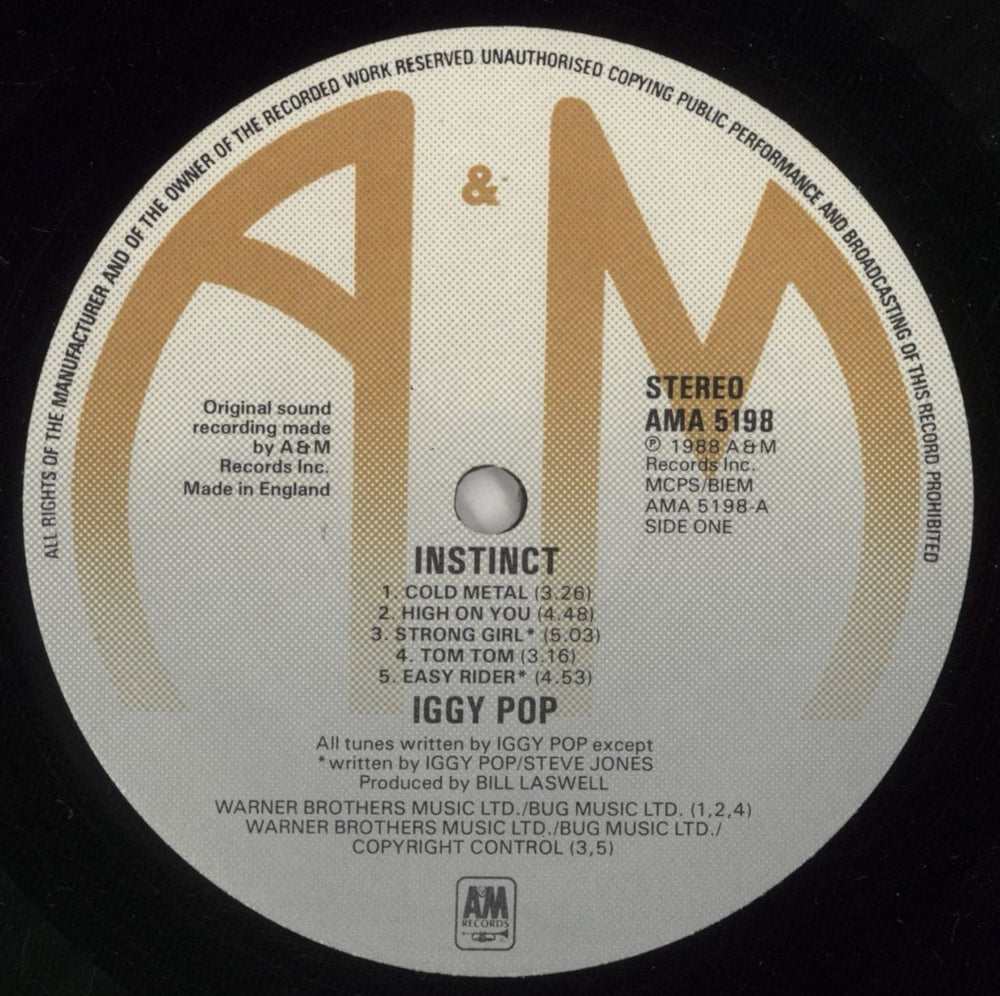 ALL RIGHTS OF THE MANUFACTURER AND OF THE OWNER OF THE RECORDED WORK RESERVED. UNAUTHORISED COPYING PUBLIC PERFORMANCE AND BROADCASTING OF THIS RECORD PROHIBITED
A & M
Original sound
recording made
by A&M
Records Inc.
Made in England
STEREO
AMA 5198
℗ 1988 A&M
Records Inc.
MCPS/BIEM
AMA 5198-A
SIDE ONE
INSTINCT
1. COLD METAL (3.26)
2. HIGH ON YOU (4.48)
3. STRONG GIRL* (5.03)
4. TOM TOM (3.16)
5. EASY RIDER* (4.53)
IGGY POP
All tunes written by IGGY POP except
*written by IGGY POP/STEVE JONES
Produced by BILL LASWELL
WARNER BROTHERS MUSIC LTD./BUG MUSIC LTD. (1,2,4)
WARNER BROTHERS MUSIC LTD./BUG MUSIC LTD./
COPYRIGHT CONTROL (3,5)
A&M
RECORDS